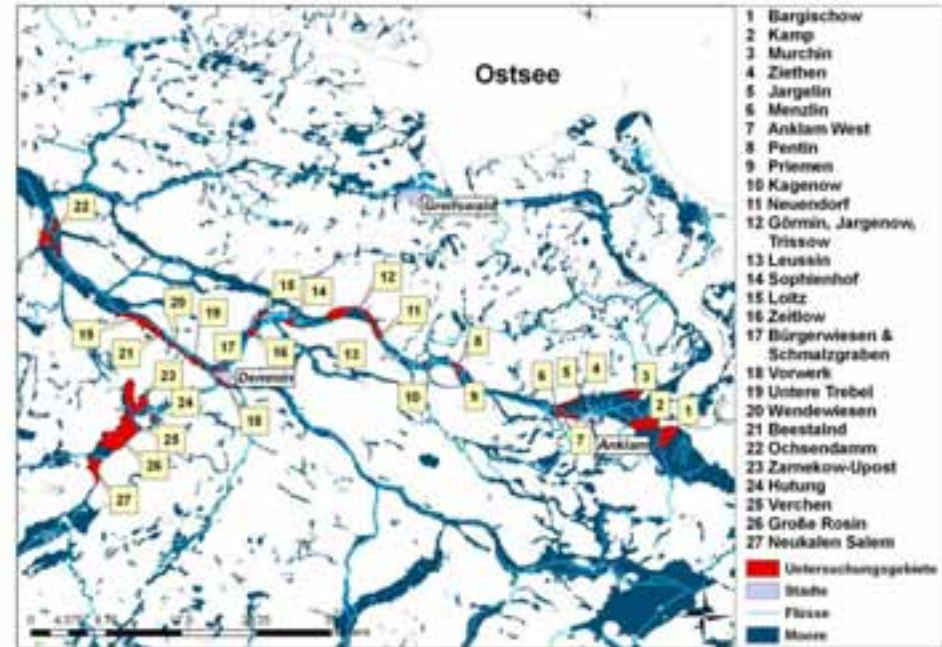 Ostsee
Greifswald
Demmin
Anklam
22
20
19
18
14
12
11
15
21
17
16
13
8
23
24
10
9
6
5
4
3
2
1
25
18
7
26
27
0
1 Bargischow
2 Kamp
3 Murchin
4 Ziethen
5 Jargelin
6 Menzlin
7 Anklam West
8 Pentin
9 Priemen
10 Kagenow
11 Neuendorf
12 Görmin, Jargenow,
Trissow
13 Leussin
14 Sophienhof
15 Loitz
16 Zeitlow
17 Bürgerwiesen &
Schmalzgraben
18 Vorwerk
19 Untere Trebel
20 Wendewiesen
21 Beestalnd
22 Ochsendamm
23 Zarnekow-Upost
24 Hutung
25 Verchen
26 Große Rosin
27 Neukalen Salem
Untersuchungsgebiete
Städte
Flüsse
Moore